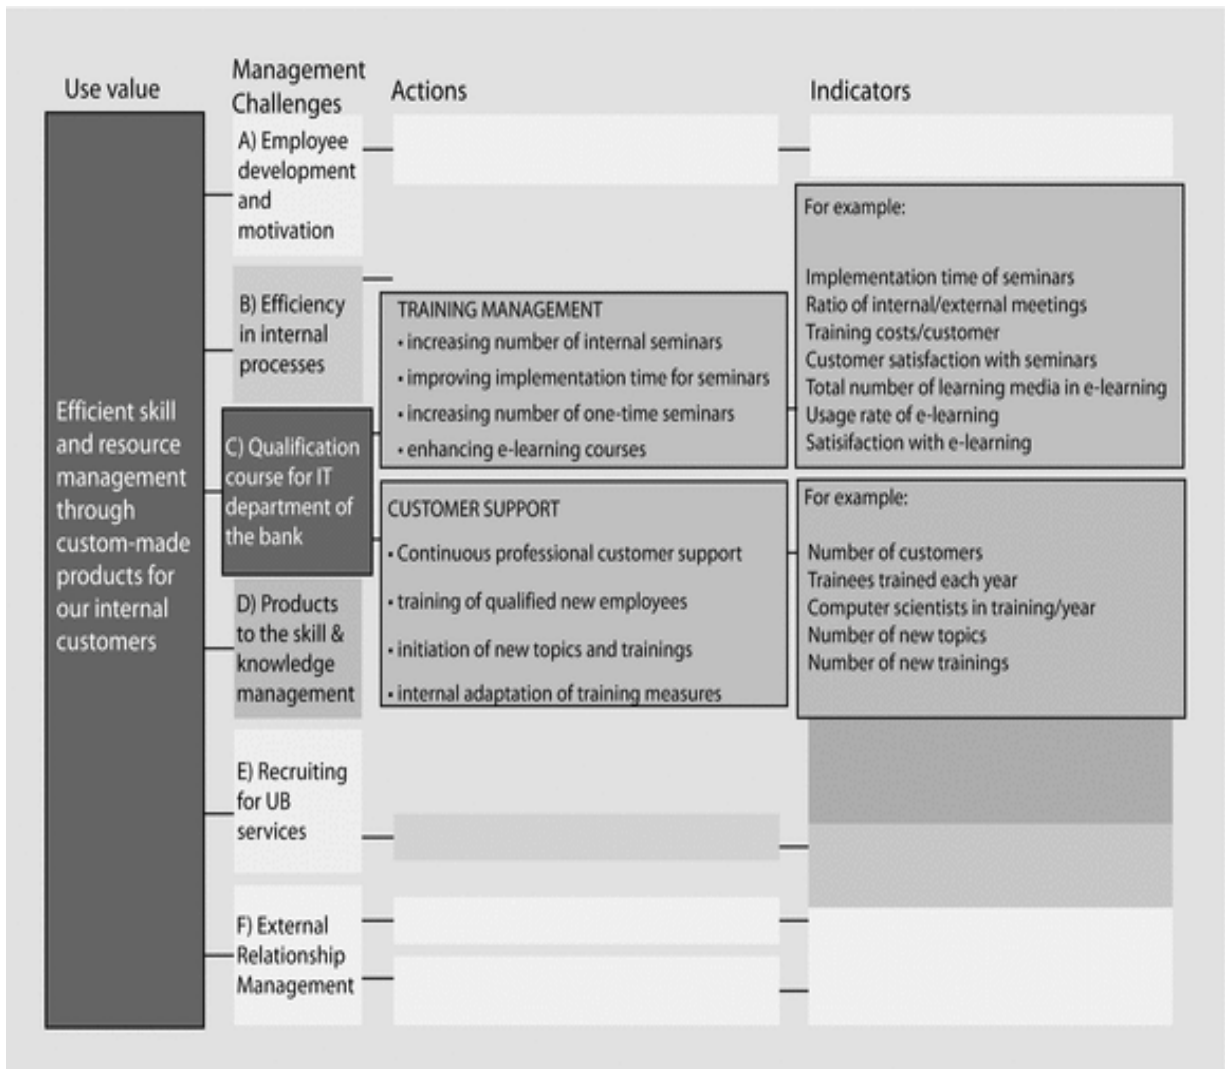 Use value
Management
Challenges
Actions
Indicators
Efficient skill
and resource
management
through
custom-made
products for
our internal
customers
A) Employee
development
and
motivation
B) Efficiency
in internal
processes
C) Qualification
course for IT
department of
the bank
D) Products
to the skill &
knowledge
management
E) Recruiting
for UB
services
F) External
Relationship
Management
TRAINING MANAGEMENT
• increasing number of internal seminars
• improving implementation time for seminars
• increasing number of one-time seminars
• enhancing e-learning courses
CUSTOMER SUPPORT
• Continuous professional customer support
• training of qualified new employees
• initiation of new topics and trainings
• internal adaptation of training measures
For example:
Implementation time of seminars
Ratio of internal/external meetings
Training costs/customer
Customer satisfaction with seminars
Total number of learning media in e-learning
Usage rate of e-learning
Satisifaction with e-learning
For example:
Number of customers
Trainees trained each year
Computer scientists in training/year
Number of new topics
Number of new trainings